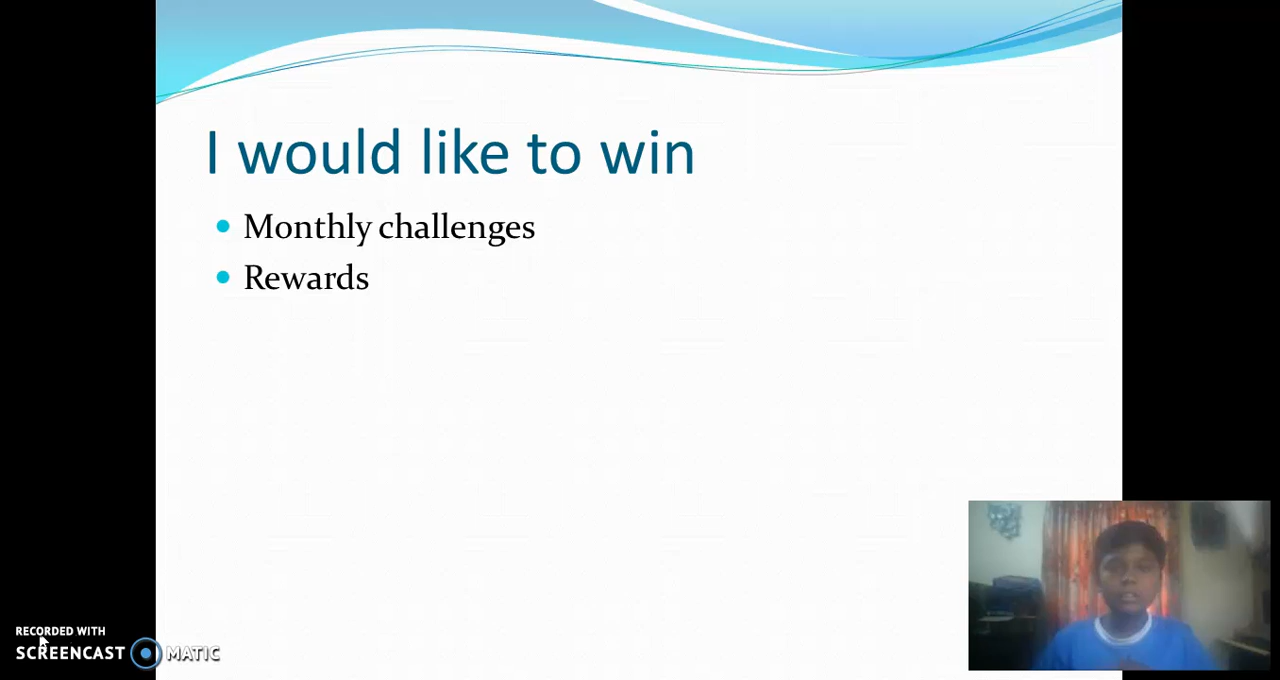 I would like to win
Monthly challenges
Rewards
RECORDED WITH
SCREENCAST MATIC